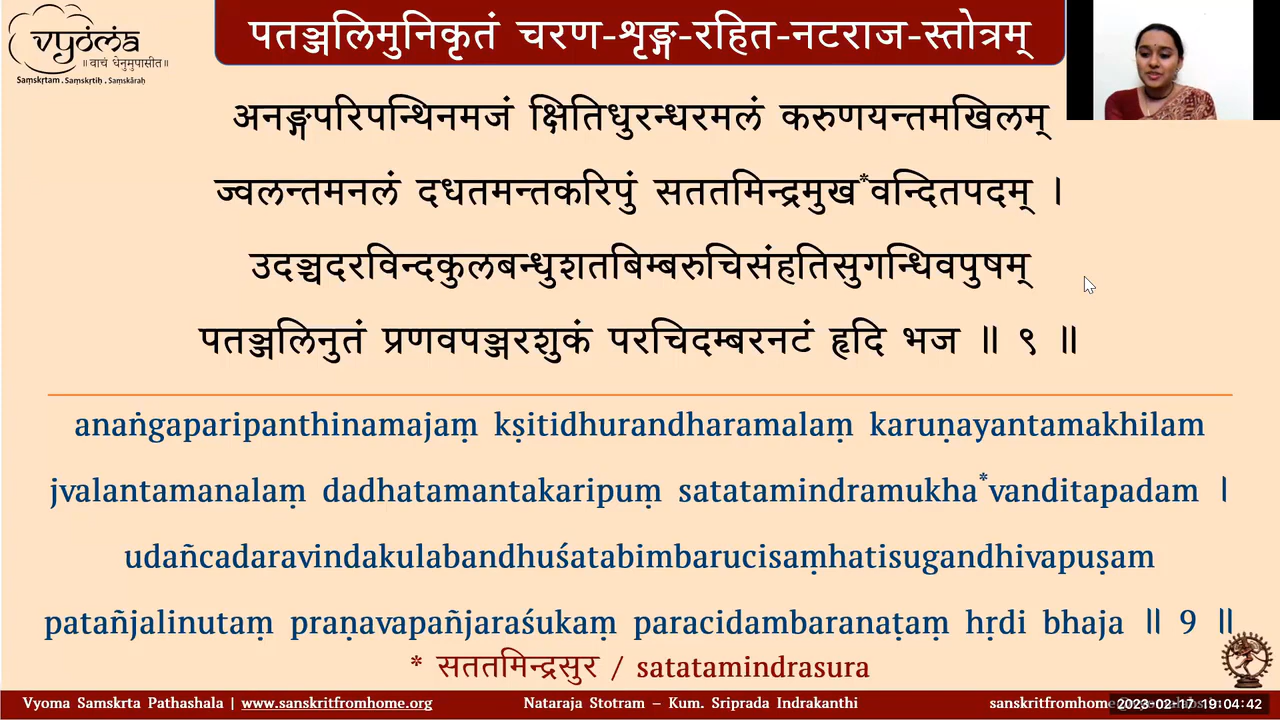 vyoma
॥ वाचं धेनुमुपासीत॥
Saṃskṛtam . Saṃskṛtiḥ . Saṃskāraḥ
पतञ्जलिमुनिकृतं चरण-शृङ्ग-रहित-नटराज-स्तोत्रम्
अनङ्गपरिपन्थिनमजं क्षितिधुरन्धरमलं करुणयन्तमखिलम्
ज्वलन्तमनलं दधतमन्तकरिपुं सततमिन्द्रमुख*वन्दितपदम् ।
उदञ्चदरविन्दकुलबन्धुशतबिम्बरुचिसंहतिसुगन्धिवपुषम्
पतञ्जलिनुतं प्रणवपञ्जरशुकं परचिदम्बरनटं हृदि भज ॥ ९ ॥
anaṅgaparipanthinamajaṃ kṣitidhurandharamalaṃ karuṇayantamakhilam
jvalantamanalaṃ dadhatamantakaripuṃ satatamindramukha*vanditapadam ।
udañcadaravindakulabandhuśatabimbarucisaṃhatisugandhivapuṣam
patañjalinutaṃ praṇavapañjaraśukaṃ paracidambaranaṭaṃ hṛdi bhaja ॥ 9 ॥
* सततमिन्द्रसुर / satatamindrasura
Vyoma Samskrta Pathashala | www.sanskritfromhome.org
Nataraja Stotram – Kum. Sriprada Indrakanthi
sanskritfromhome
2023-02-17 19:04:42